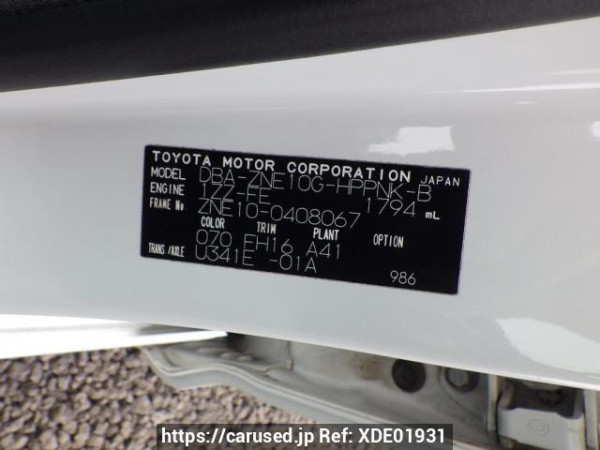 TOYOTA MOTOR CORPORATION JAPAN
MODEL DBA-ZNE10G-HPPNK-B
ENGINE 1ZZ-FE 1794 mL
FRAME No. ZNE10-0408067
COLOR TRIM PLANT OPTION
070 FH16 A41
TRANS/AXLE U341E -01A
986
https://carused.jp Ref: XDE01931